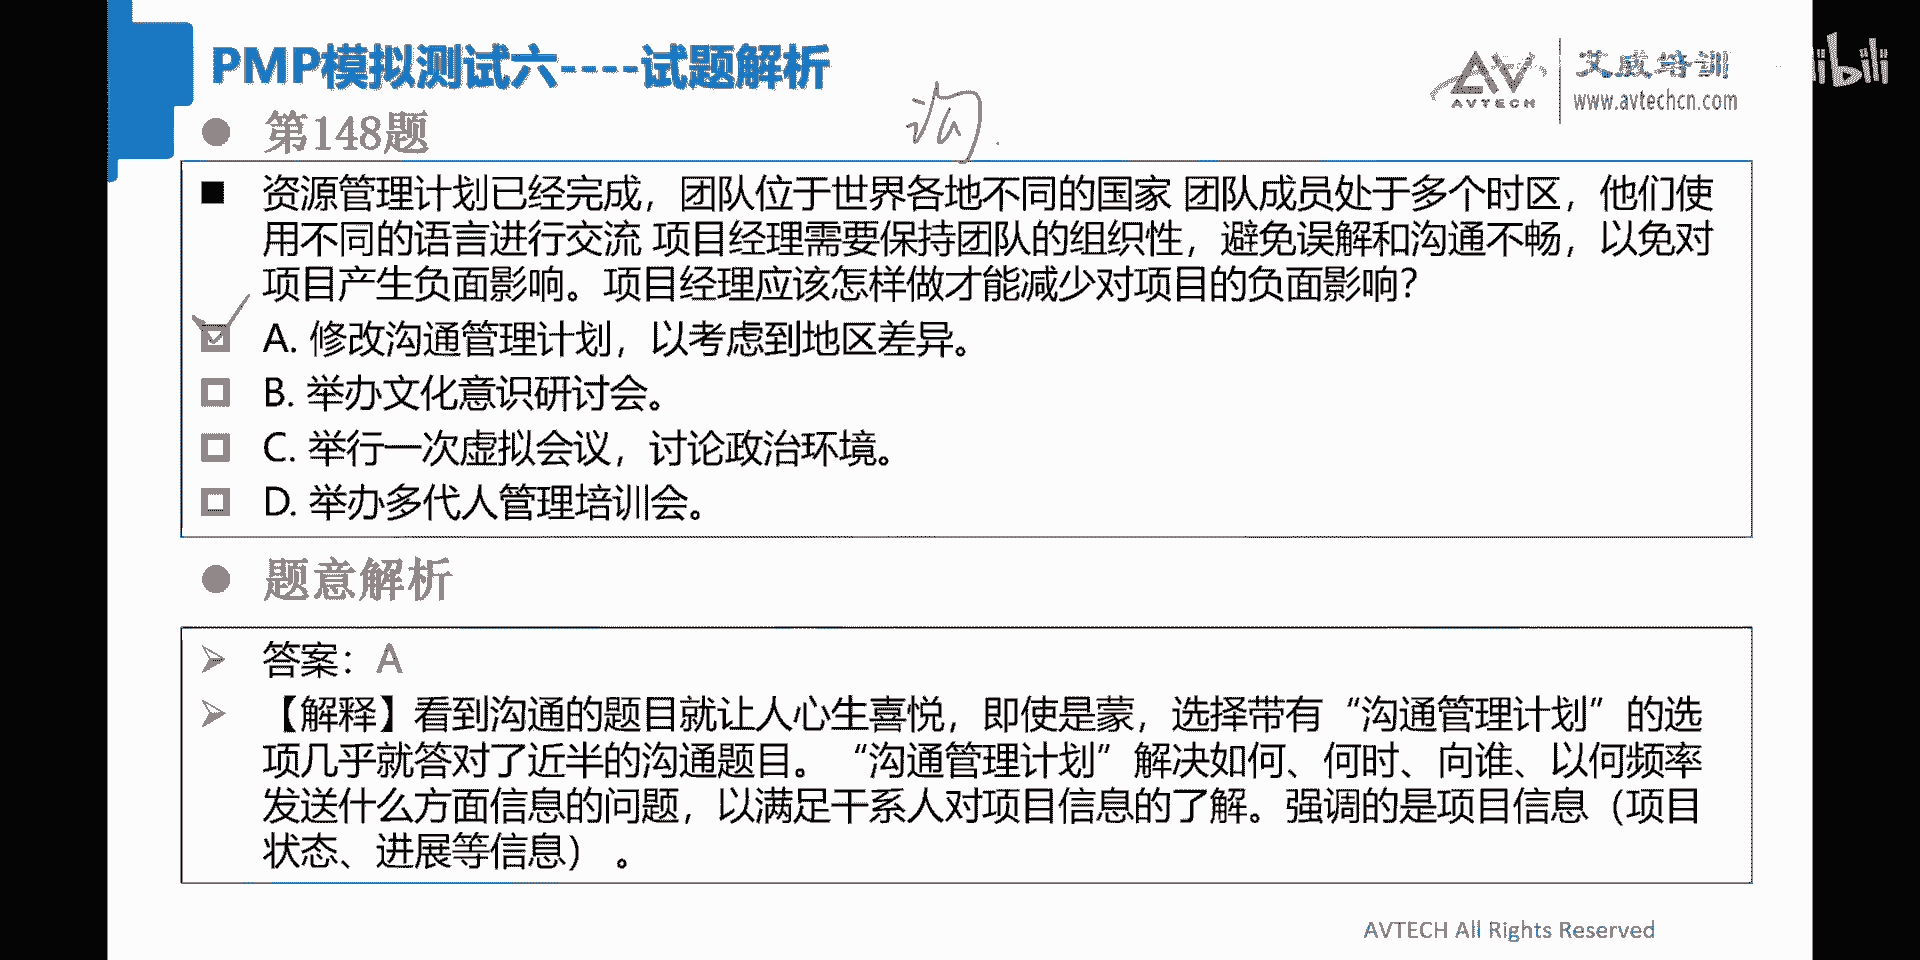 PMP模拟测试六----试题解析
AVTECH
艾威培训
www.avtechcn.com
libili
第148题
沟
资源管理计划已经完成，团队位于世界各地不同的国家 团队成员处于多个时区，他们使
用不同的语言进行交流 项目经理需要保持团队的组织性，避免误解和沟通不畅，以免对
项目产生负面影响。项目经理应该怎样做才能减少对项目的负面影响？
A. 修改沟通管理计划，以考虑到地区差异。
B. 举办文化意识研讨会。
C. 举行一次虚拟会议，讨论政治环境。
D. 举办多代人管理培训会。
题意解析
答案：A
【解释】看到沟通的题目就让人心生喜悦，即使是蒙，选择带有“沟通管理计划”的选
项几乎就答对了近半的沟通题目。“沟通管理计划”解决如何、何时、向谁、以何频率
发送什么方面信息的问题，以满足干系人对项目信息的了解。强调的是项目信息（项目
状态、进展等信息） 。
AVTECH All Rights Reserved